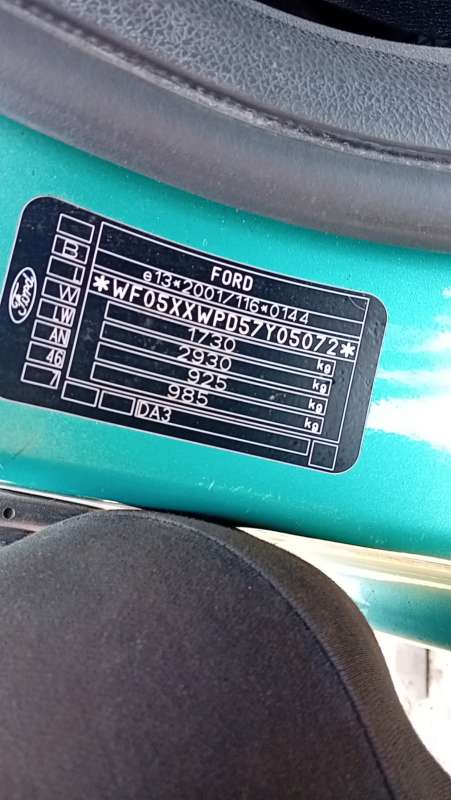 Ford
FORD
e13*2001/116*0144
*WF05XXWPD57Y05072*
1730 kg
2930 kg
925 kg
985 kg
DA3
B
I
W
LW
AN
46
7